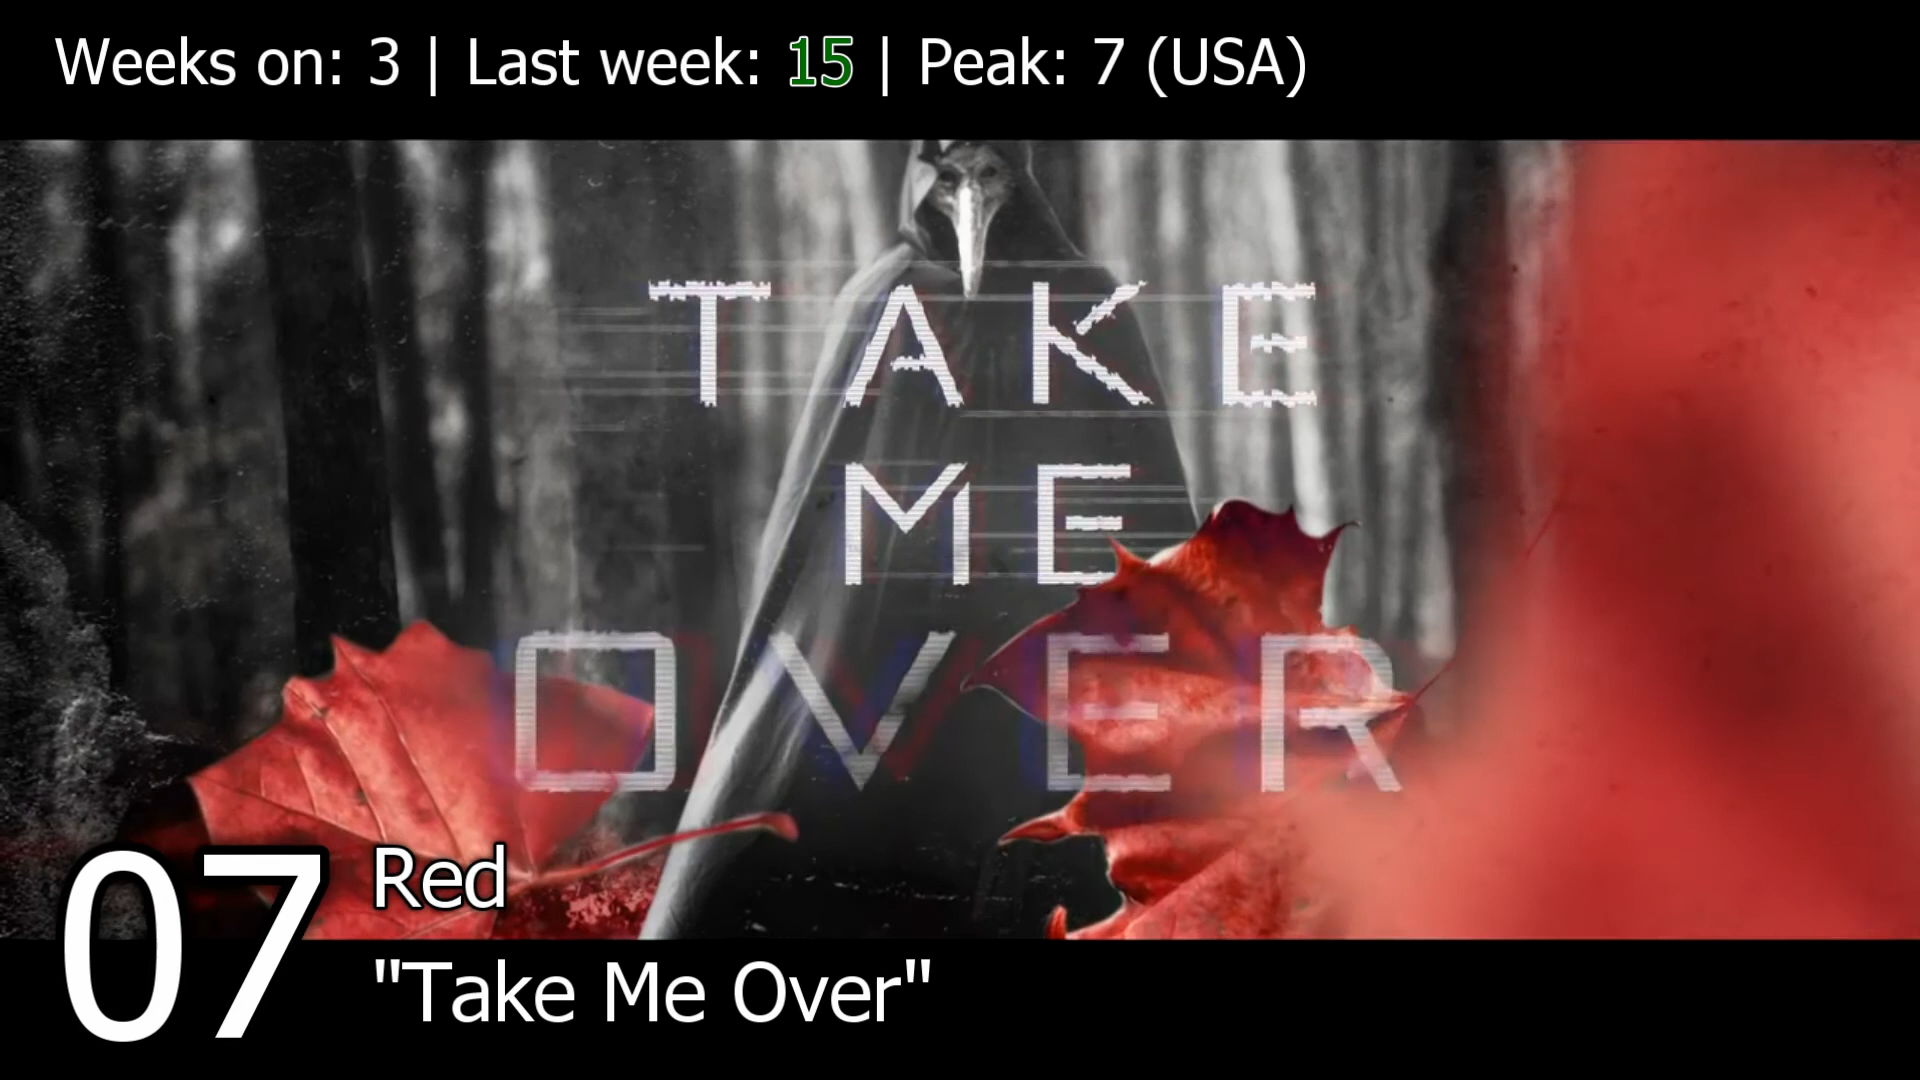 Weeks on: 3 | Last week: 15 | Peak: 7 (USA)
TAKE
ME
OVER
07
Red
"Take Me Over"